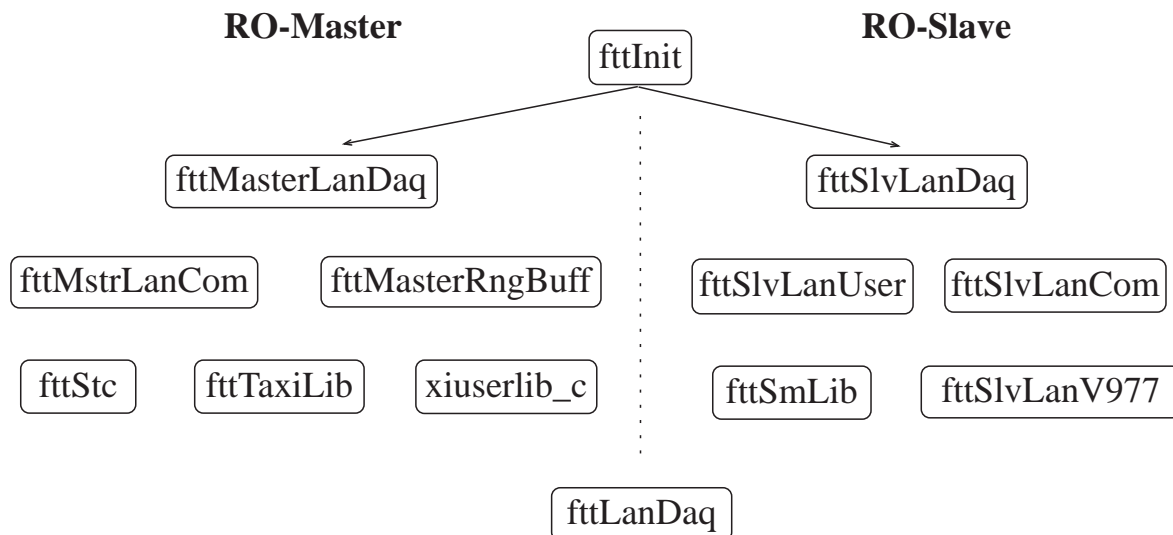 RO-Master
RO-Slave
fttInit
fttMasterLanDaq
fttSlvLanDaq
fttMstrLanCom
fttMasterRngBuff
fttSlvLanUser
fttSlvLanCom
fttStc
fttTaxiLib
xiuserlib_c
fttSmLib
fttSlvLanV977
fttLanDaq